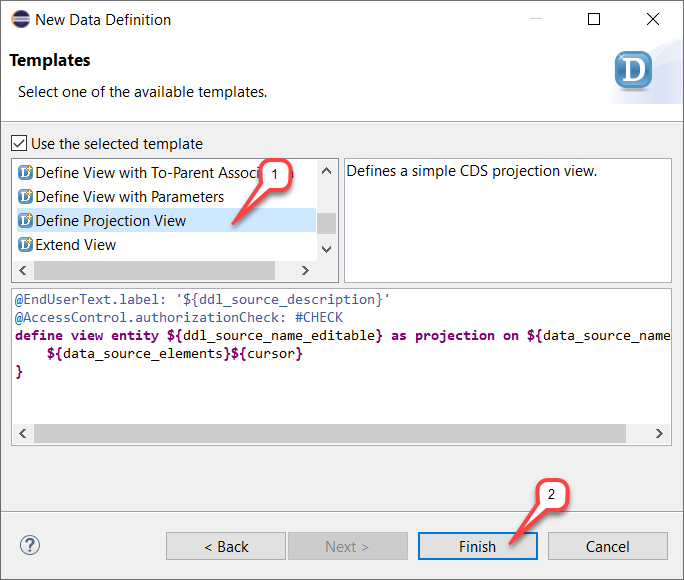 New Data Definition
Templates
Select one of the available templates.
D
Use the selected template
Define View with To-Parent
1
Define View with Parameters
Define Projection View
Extend View
Defines a simple CDS projection view.
@EndUserText.label: '${ddl_source_description}'
@AccessControl.authorizationCheck: #CHECK
define view entity ${ddl_source_name_editable} as projection on ${data_source_name
${data_source_elements}${cursor}
}
2
?
< Back
Next >
Finish
Cancel